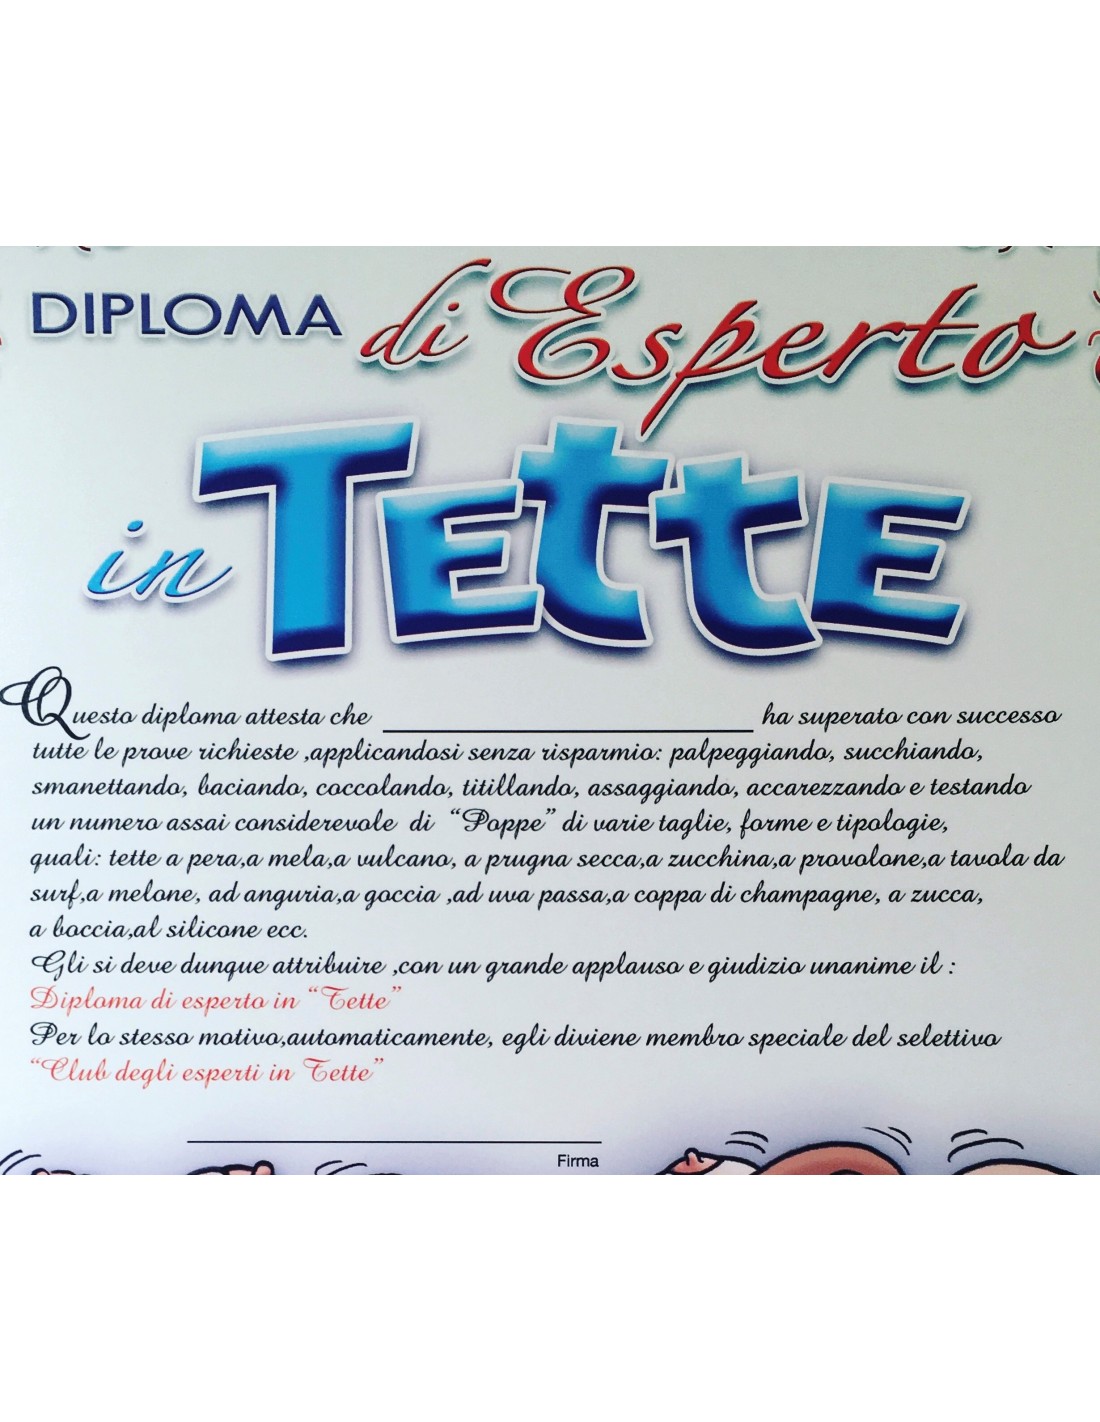 DIPLOMA di Esperto
in TETTE
Questo diploma attesta che ha superato con successo
tutte le prove richieste ,applicandosi senza risparmio: palpeggiando, succhiando,
smanettando, baciando, coccolando, titillando, assaggiando, accarezzando e testando
un numero assai considerevole di “Poppe” di varie taglie, forme e tipologie,
quali: tette a pera,a mela,a vulcano, a prugna secca,a zucchina,a provolone,a tavola da
surf,a melone, ad anguria,a goccia ,ad uva passa,a coppa di champagne, a zucca,
a boccia,al silicone ecc.
Gli si deve dunque attribuire ,con un grande applauso e giudizio unanime il :
Diploma di esperto in “Tette”
Per lo stesso motivo,automaticamente, egli diviene membro speciale del selettivo
“Club degli esperti in Tette”
Firma